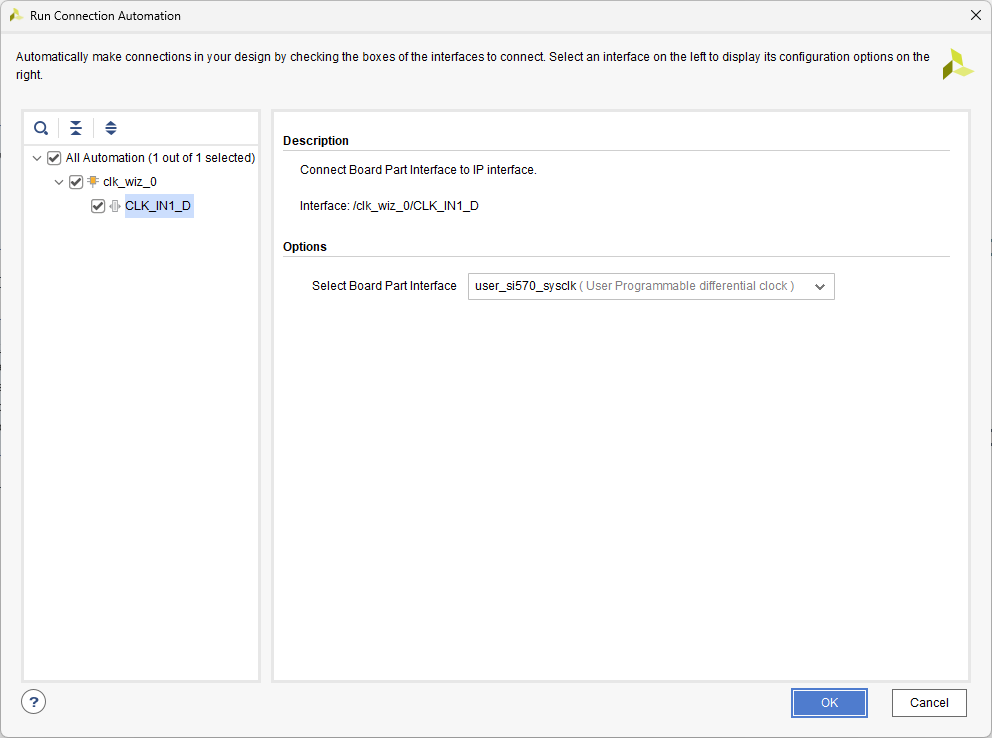 Run Connection Automation
Automatically make connections in your design by checking the boxes of the interfaces to connect. Select an interface on the left to display its configuration options on the
right.
All Automation (1 out of 1 selected)
clk_wiz_0
CLK_IN1_D
Description
Connect Board Part Interface to IP interface.
Interface: /clk_wiz_0/CLK_IN1_D
Options
Select Board Part Interface
user_si570_sysclk ( User Programmable differential clock )
?
OK
Cancel